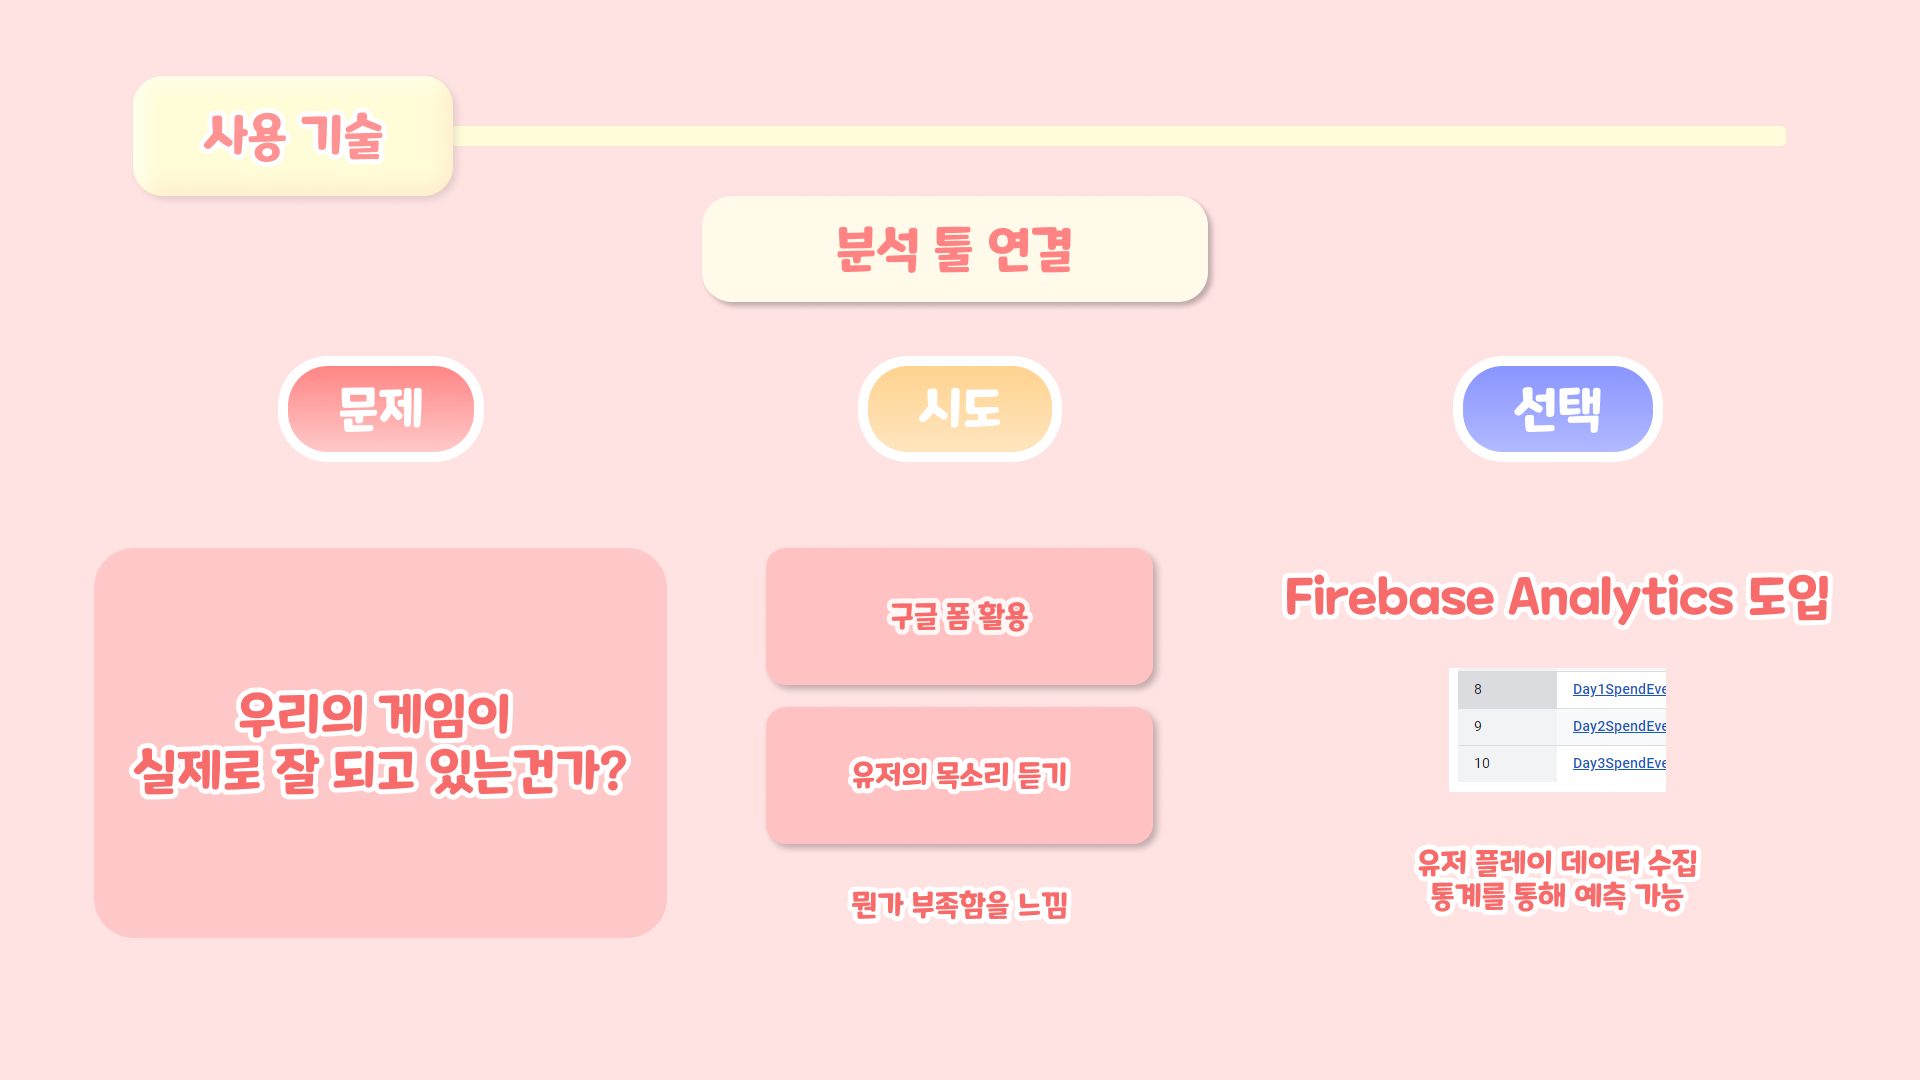 사용 기술
분석 툴 연결
문제
시도
선택
우리의 게임이
실제로 잘 되고 있는건가?
구글 폼 활용
유저의 목소리 듣기
뭔가 부족함을 느낌
Firebase Analytics 도입
8 Day1SpendEve
9 Day2SpendEve
10 Day3SpendEve
유저 플레이 데이터 수집
통계를 통해 예측 가능